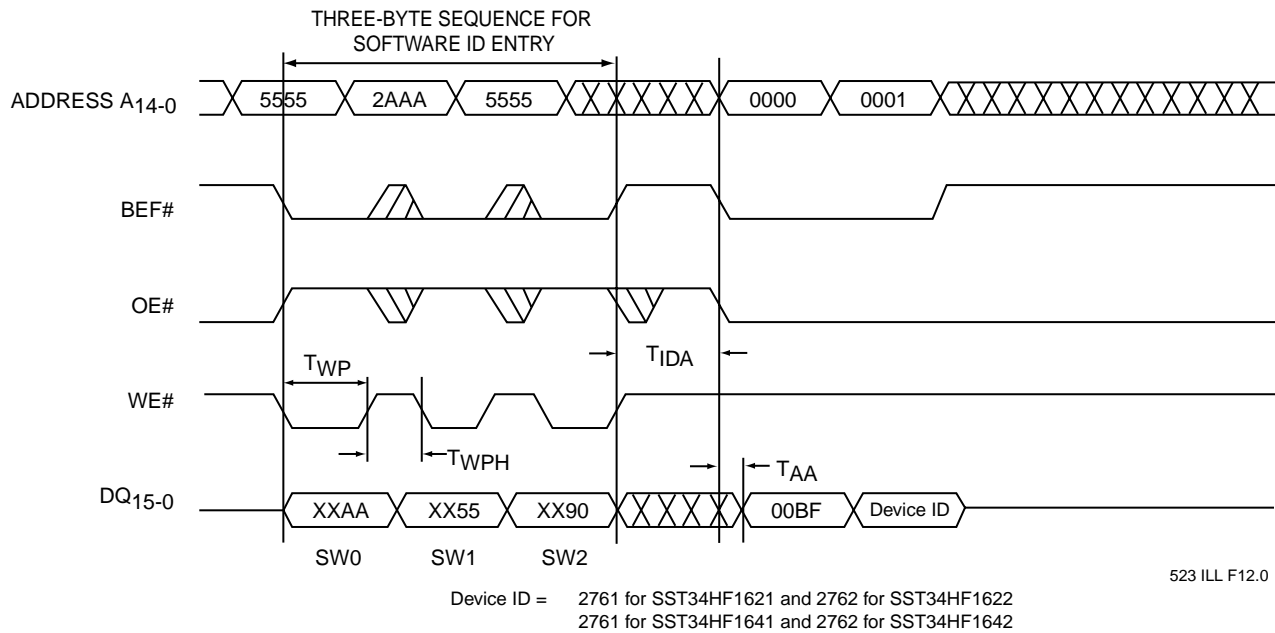 THREE-BYTE SEQUENCE FOR
SOFTWARE ID ENTRY
ADDRESS A14-0
5555 2AAA 5555 0000 0001
BEF#
OE#
TIDA
TWP
WE#
TWPH
TAA
DQ15-0
XXAA XX55 XX90 00BF Device ID
SW0 SW1 SW2
523 ILL F12.0
Device ID = 2761 for SST34HF1621 and 2762 for SST34HF1622
2761 for SST34HF1641 and 2762 for SST34HF1642